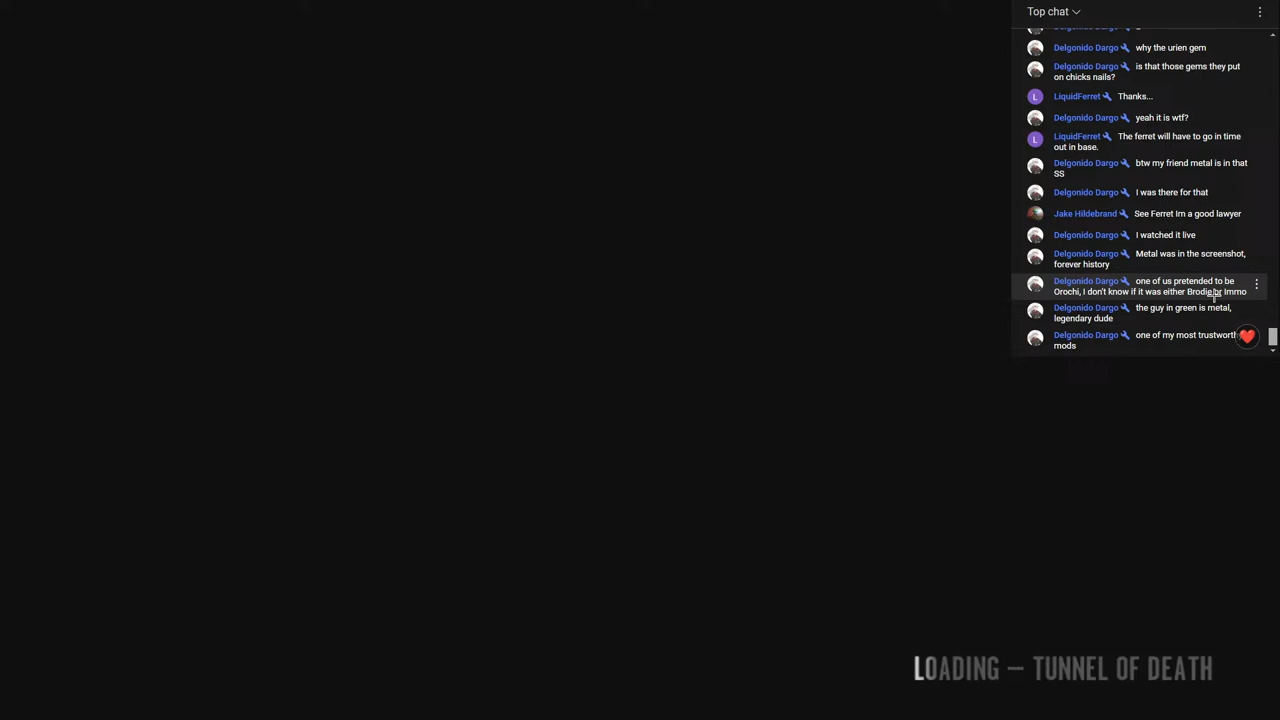 Top chat
Delgonido Dargo why the urien gem
Delgonido Dargo is that those gems they put
on chicks nails?
L LiquidFerret Thanks...
Delgonido Dargo yeah it is wtf?
L LiquidFerret The ferret will have to go in time
out in base.
Delgonido Dargo btw my friend metal is in that
SS
Delgonido Dargo I was there for that
Jake Hildebrand See Ferret Im a good lawyer
Delgonido Dargo I watched it live
Delgonido Dargo Metal was in the screenshot,
forever history
Delgonido Dargo one of us pretended to be
Orochi, I don't know if it was either Brodie or Immo
Delgonido Dargo the guy in green is metal,
legendary dude
Delgonido Dargo one of my most trustworth
mods
LOADING – TUNNEL OF DEATH